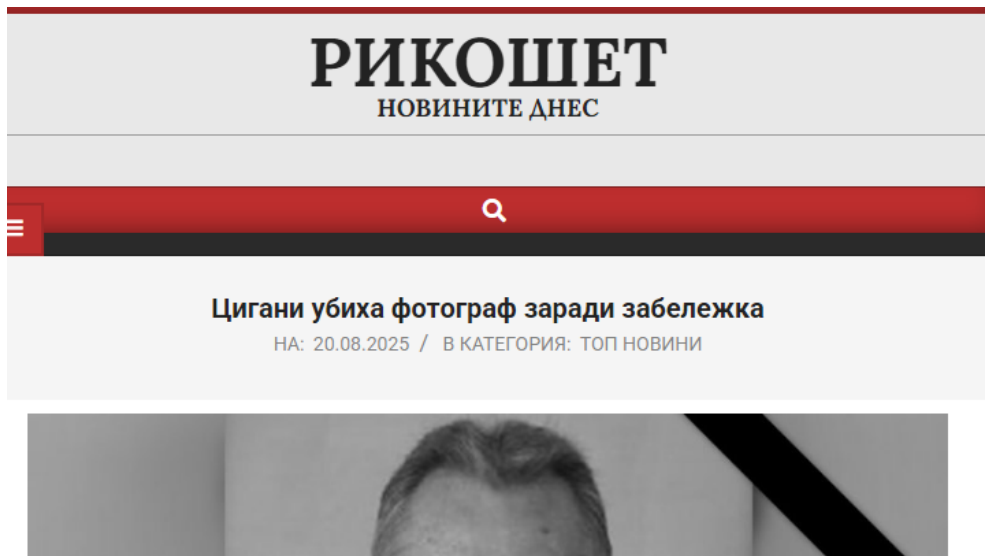 РИКОШЕТ
НОВИНИТЕ ДНЕС
Цигани убиха фотограф заради забележка
НА: 20.08.2025 / В КАТЕГОРИЯ: ТОП НОВИНИ